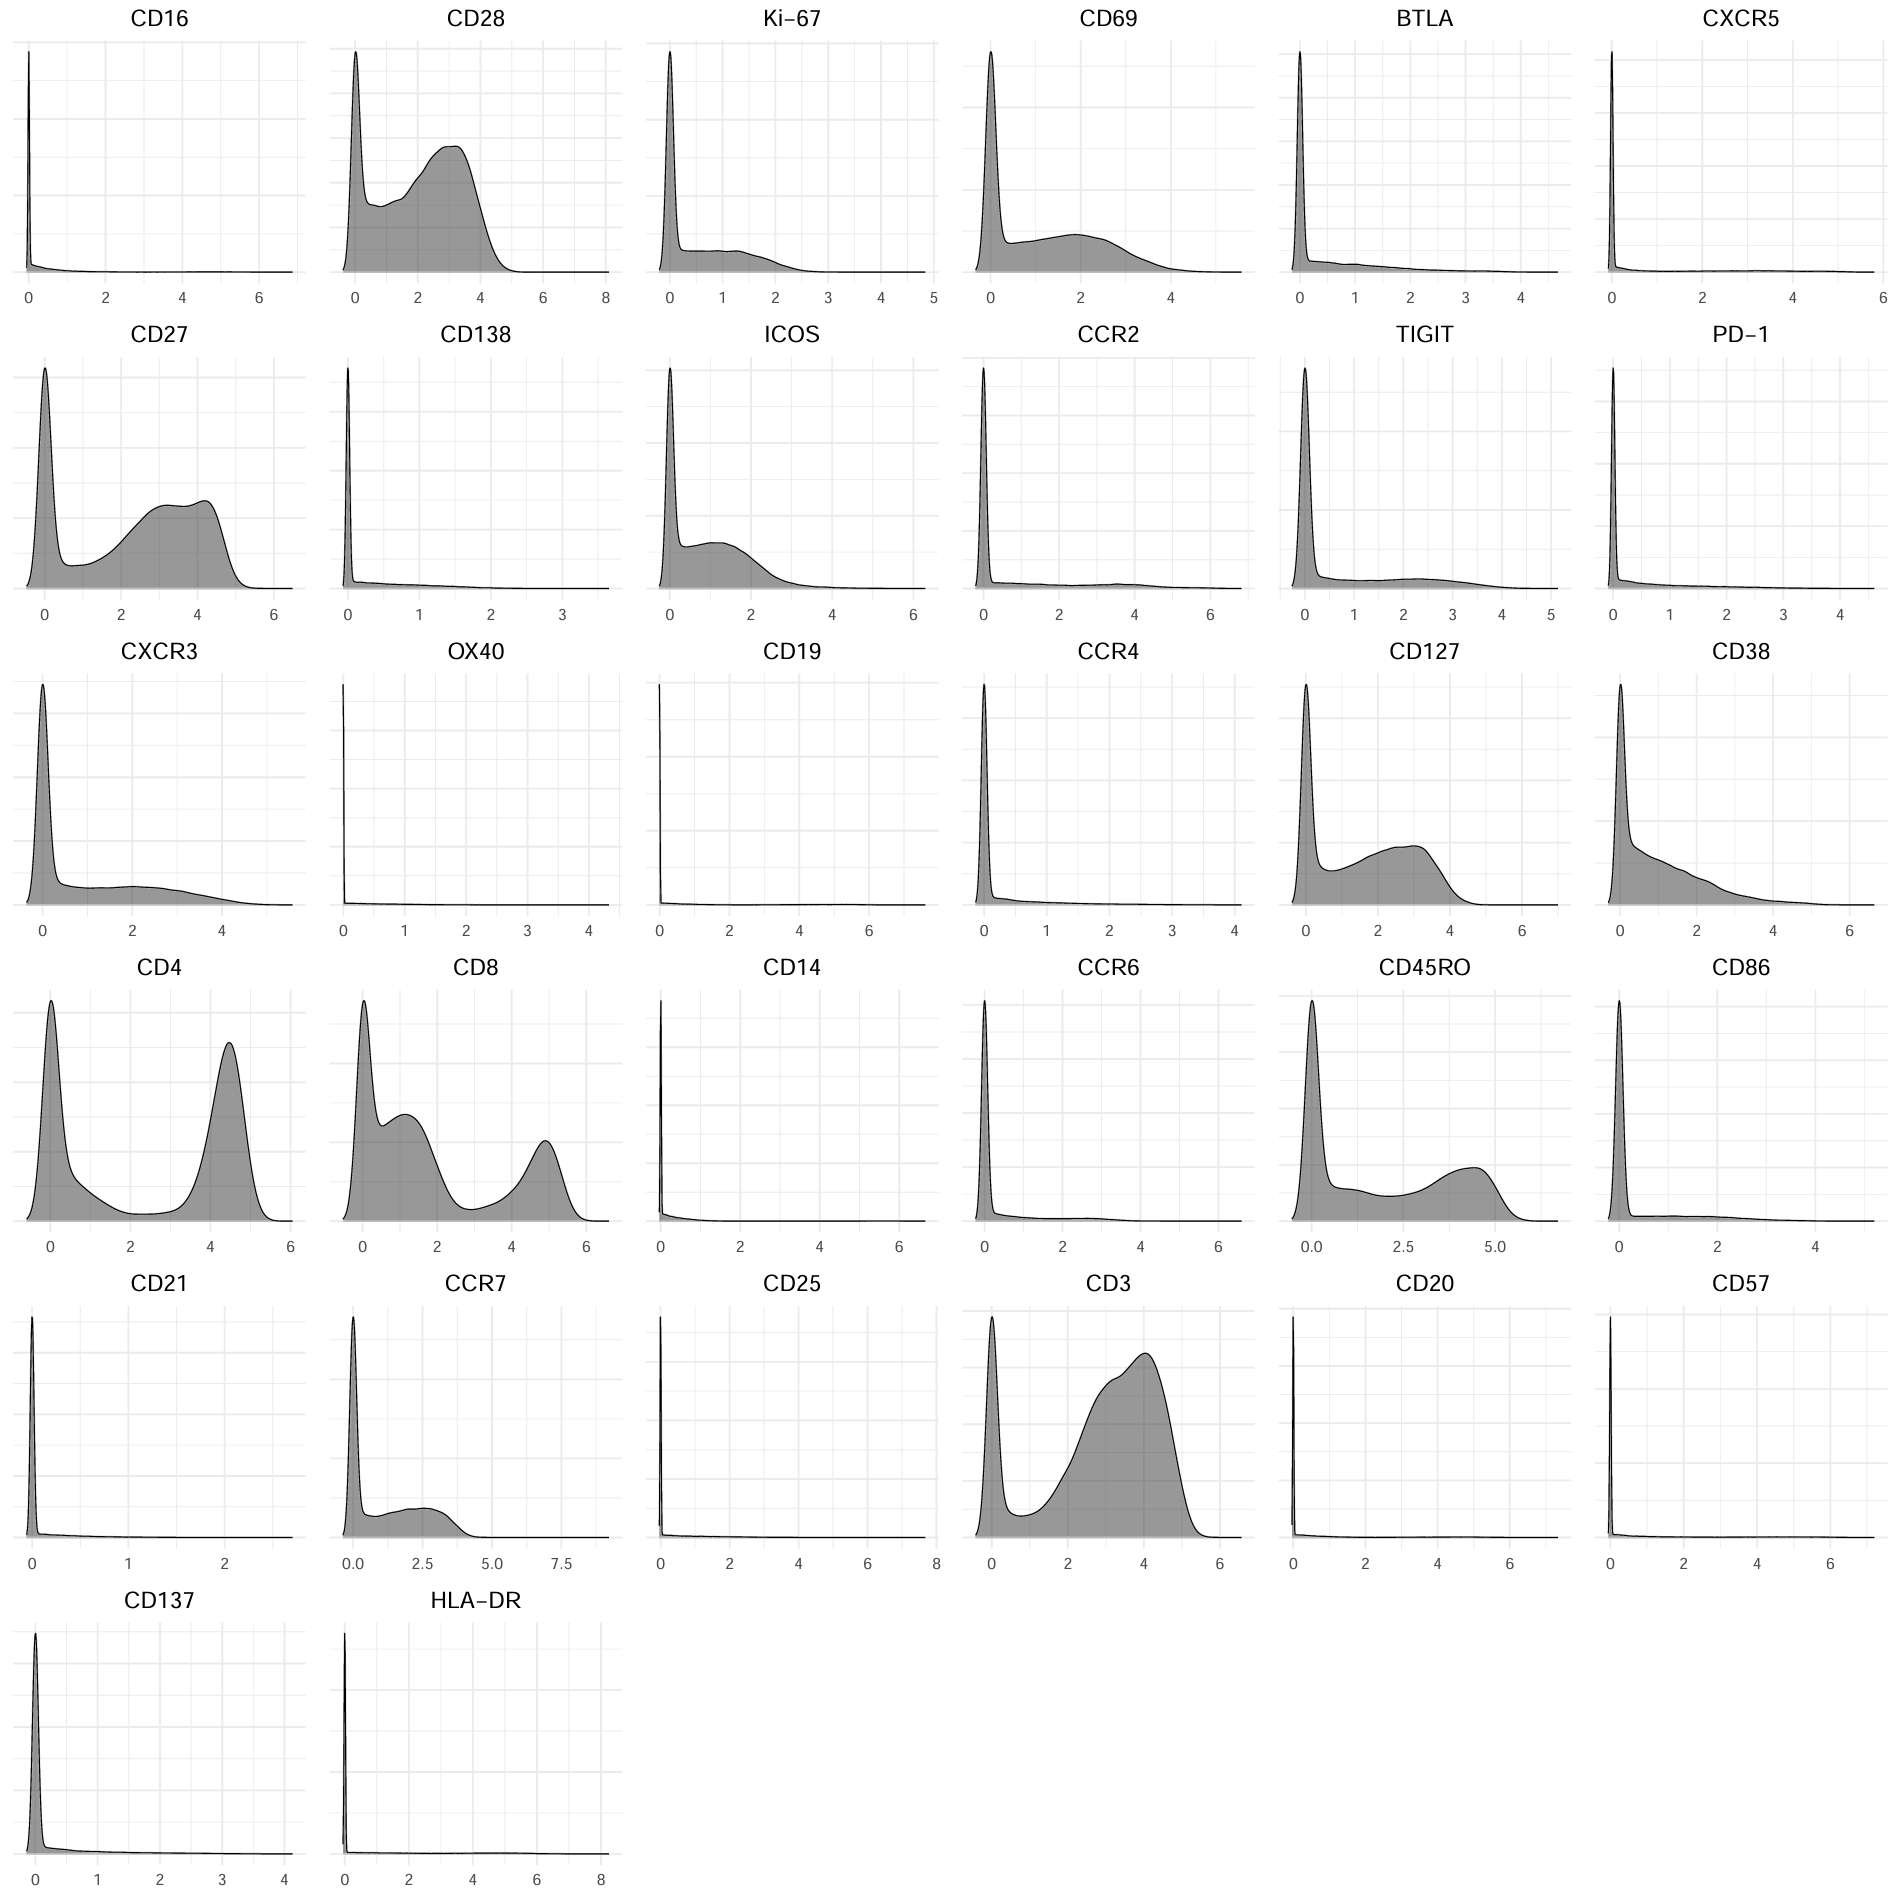 CD16 CD28 Ki−67 CD69 BTLA CXCR5
0 2 4 6 0 2 4 6 8 0 1 2 3 4 5 0 2 4 0 1 2 3 4 0 2 4 6
CD27 CD138 ICOS CCR2 TIGIT PD−1
0 2 4 6 0 1 2 3 0 2 4 6 0 2 4 6 0 1 2 3 4 5 0 1 2 3 4
CXCR3 OX40 CD19 CCR4 CD127 CD38
0 2 4 0 1 2 3 4 0 2 4 6 0 1 2 3 4 0 2 4 6 0 2 4 6
CD4 CD8 CD14 CCR6 CD45RO CD86
0 2 4 6 0 2 4 6 0 2 4 6 0 2 4 6 0.0 2.5 5.0 0 2 4
CD21 CCR7 CD25 CD3 CD20 CD57
0 1 2 0.0 2.5 5.0 7.5 0 2 4 6 8 0 2 4 6 0 2 4 6 0 2 4 6
CD137 HLA−DR
0 1 2 3 4 0 2 4 6 8